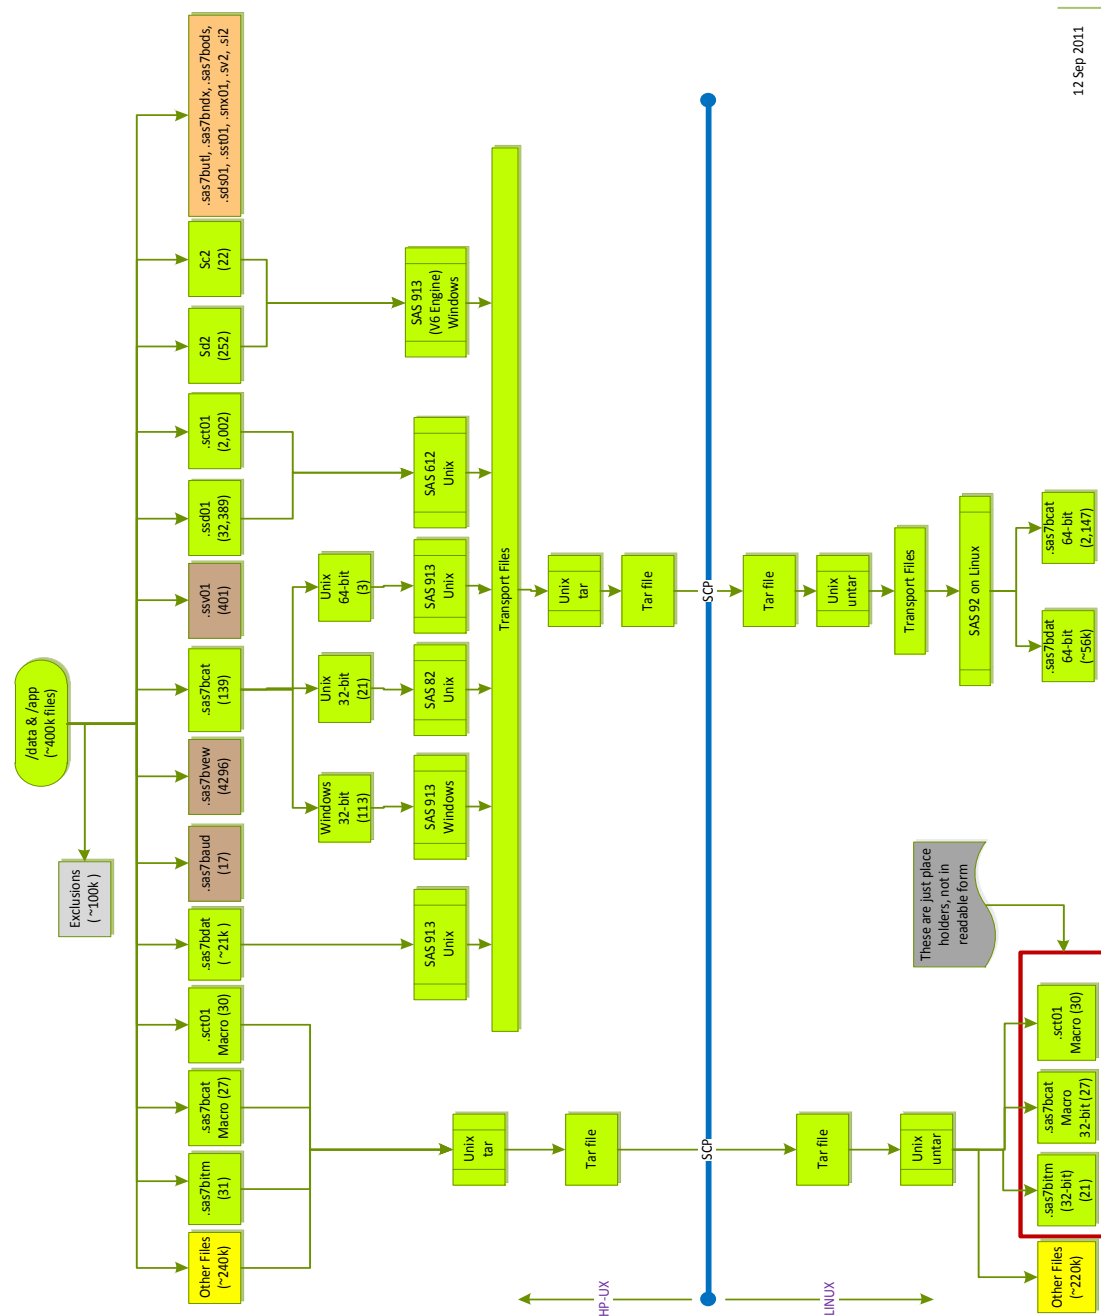 /data & /app
(~400k files)
Exclusions
( ~100k )
Other Files
(~240k)
.sas7bitm
(31)
.sas7bcat
Macro (27)
.sct01
Macro (30)
.sas7bdat
( ~21k )
.sas7baud
(17)
.sas7bvew
(4296)
.sas7bcat
(139)
.ssv01
(401)
.ssd01
(32,389)
.sct01
(2,002)
Sd2
(252)
Sc2
(22)
.sas7butl, .sas7bndx, .sas7bods,
.sds01, .sst01, .snx01, .sv2, .si2
Windows
32-bit
(113)
Unix
32-bit
(21)
Unix
64-bit
(3)
SAS 913
Unix
SAS 913
Windows
SAS 82
Unix
SAS 913
Unix
SAS 612
Unix
SAS 913
(V6 Engine)
Windows
Transport Files
Unix
tar
Unix
tar
Tar file
Tar file
HP-UX
SCP
SCP
LINUX
Tar file
Tar file
Unix
untar
Unix
untar
Transport Files
SAS 92 on Linux
These are just place
holders, not in
readable form
Other Files
(~220k)
.sas7bitm
(32-bit)
(21)
.sas7bcat
Macro
32-bit (27)
.sct01
Macro (30)
.sas7bdat
64-bit
(~56k)
.sas7bcat
64-bit
(2,147)
12 Sep 2011